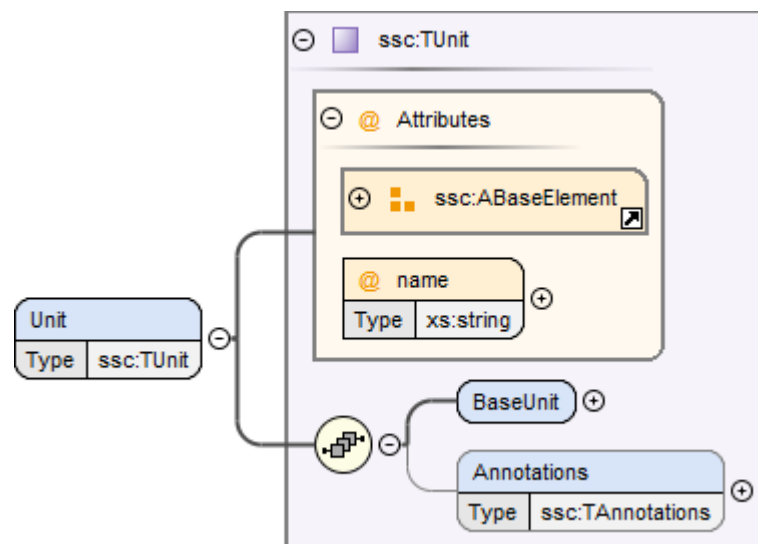 ssc:TUnit
@ Attributes
ssc:ABaseElement
@ name
Type xs:string
Unit
Type ssc:TUnit
BaseUnit
Annotations
Type ssc:TAnnotations